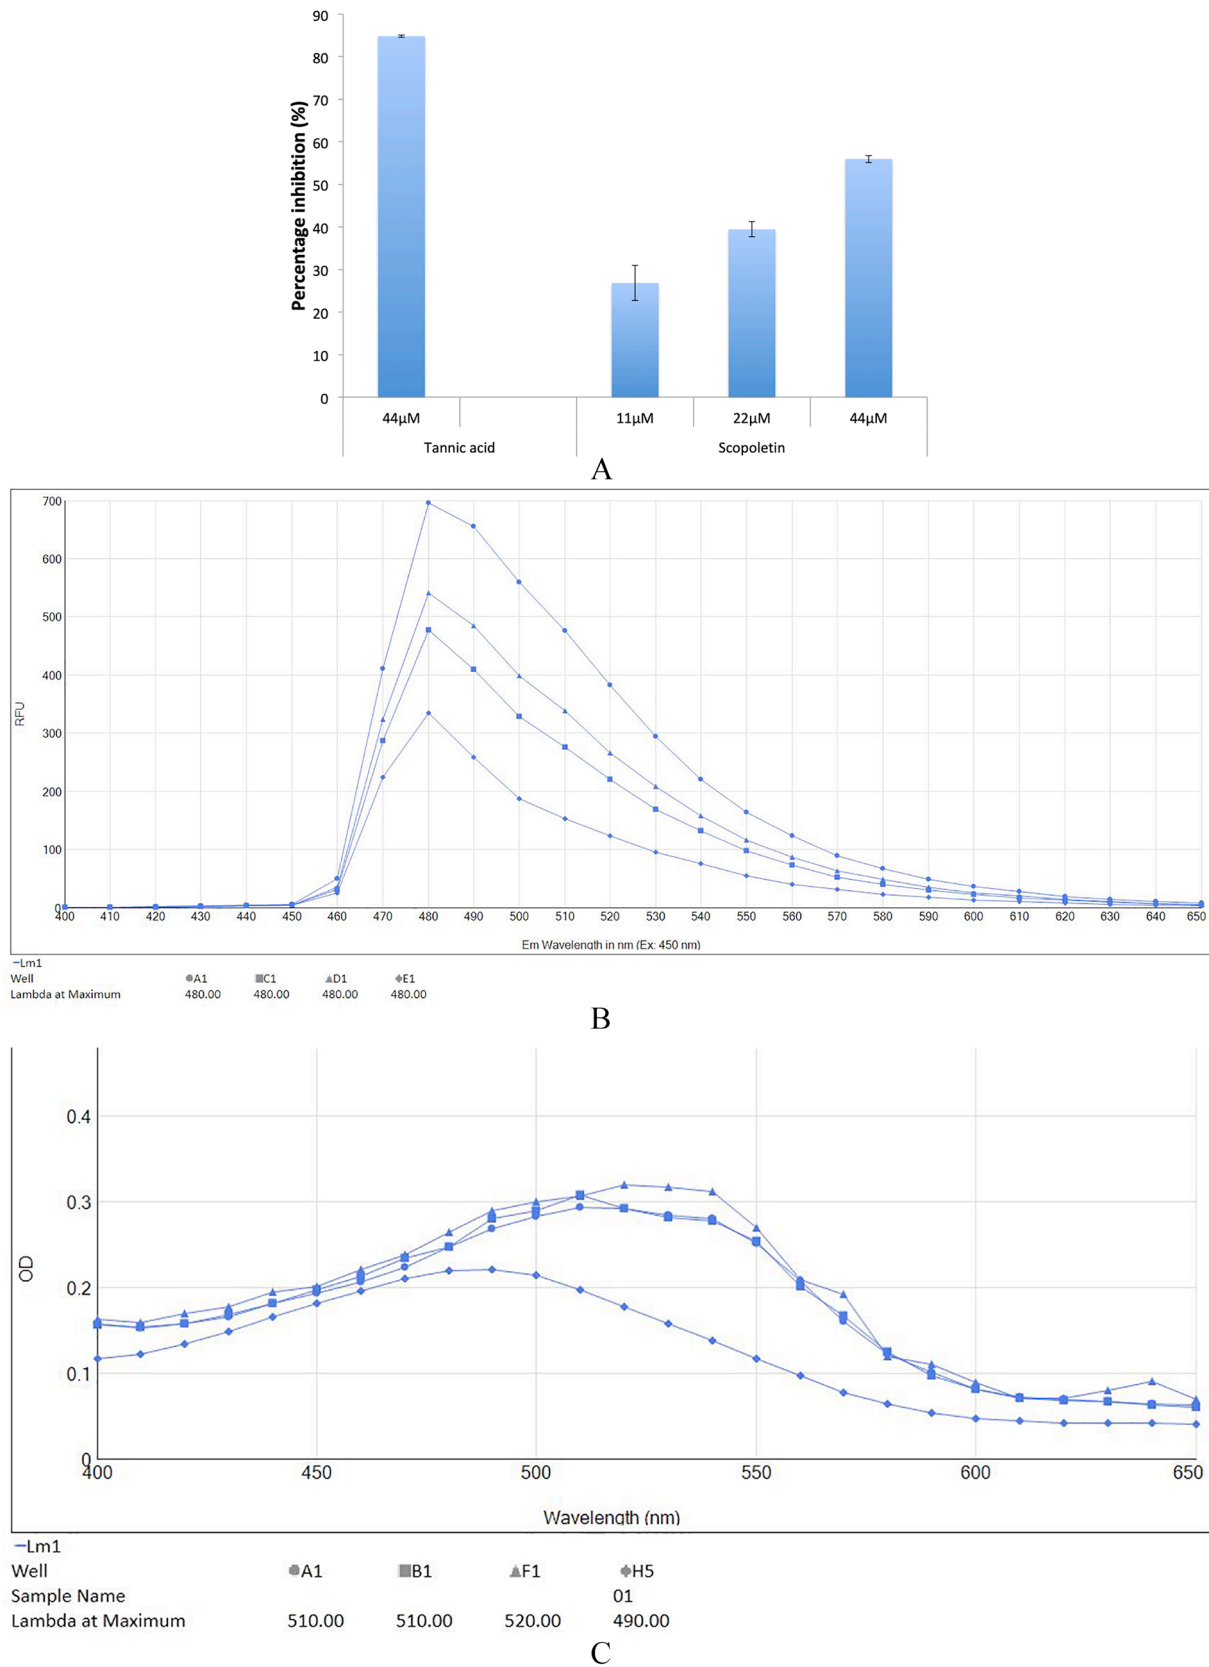 90
80
70
60
50
40
30
20
10
0
Percentage inhibition (%)
44µM 11µM 22µM 44µM
Tannic acid Scopoletin
A
700
600
500
400
300
200
100
0
RFU
400 410 420 430 440 450 460 470 480 490 500 510 520 530 540 550 560 570 580 590 600 610 620 630 640 650
Em Wavelength in nm (Ex: 450 nm)
Lm1
Well A1 C1 D1 E1
Lambda at Maximum 480.00 480.00 480.00 480.00
B
0.4
0.3
0.2
0.1
0
OD
400 450 500 550 600 650
Wavelength (nm)
Lm1
Well A1 B1 F1 H5
Sample Name 01
Lambda at Maximum 510.00 510.00 520.00 490.00
C